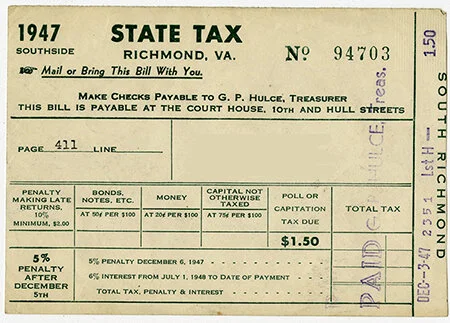 1947 STATE TAX
SOUTHSIDE RICHMOND, VA. No. 94703
Mail or Bring This Bill With You.
MAKE CHECKS PAYABLE TO G. P. HULCE, TREASURER
THIS BILL IS PAYABLE AT THE COURT HOUSE, 10TH AND HULL STREETS
PAGE 411 LINE
PENALTY MAKING LATE RETURNS. 10% MINIMUM, $2.00
BONDS, NOTES, ETC.
AT 50¢ PER $100
MONEY
AT 20¢ PER $100
CAPITAL NOT OTHERWISE TAXED
AT 75¢ PER $100
POLL OR CAPITATION TAX DUE
$1.50
TOTAL TAX
5% PENALTY AFTER DECEMBER 5TH
5% PENALTY DECEMBER 6, 1947
6% INTEREST FROM JULY 1, 1948 TO DATE OF PAYMENT
TOTAL TAX, PENALTY & INTEREST
PAID G. P. HULCE, Treas.
DEC--3-47 2351 1st H— 1.50
SOUTH RICHMOND